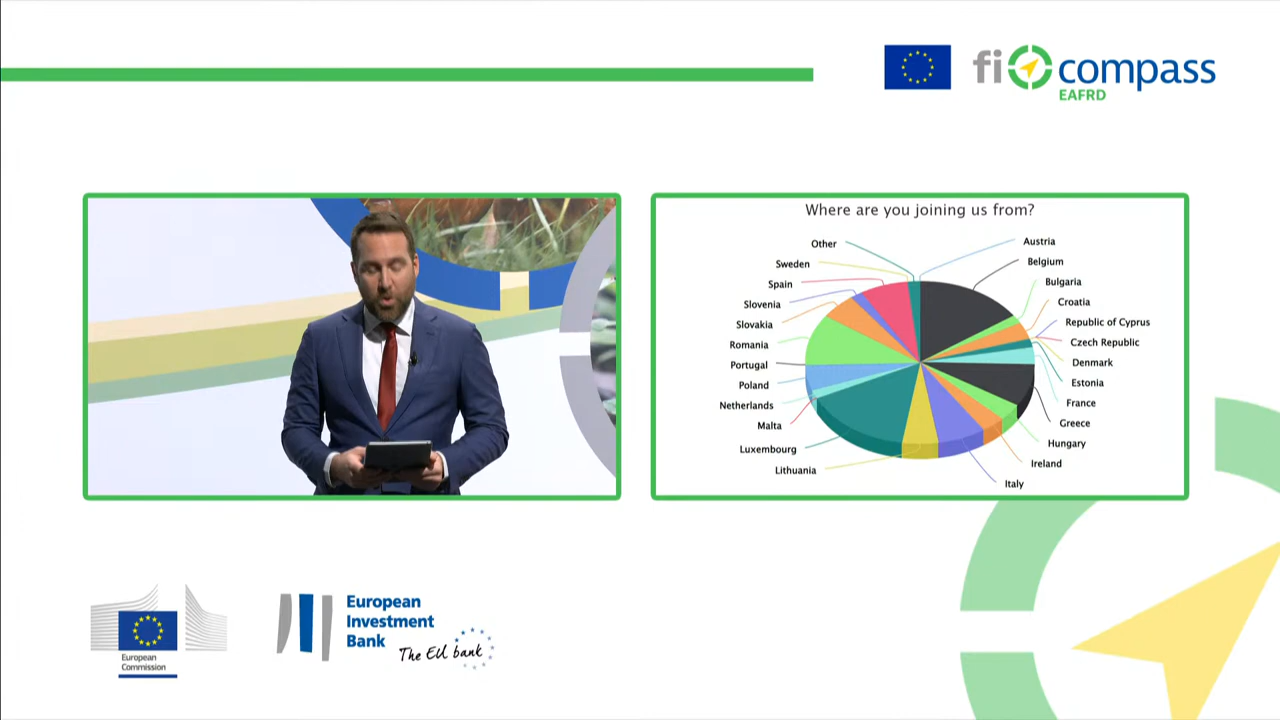 fi compass
EAFRD
Where are you joining us from?
Other
Austria
Sweden
Belgium
Spain
Bulgaria
Slovenia
Croatia
Slovakia
Republic of Cyprus
Romania
Czech Republic
Portugal
Denmark
Poland
Estonia
Netherlands
France
Malta
Greece
Luxembourg
Hungary
Lithuania
Ireland
Italy
European
Commission
European
Investment
Bank
The EU bank